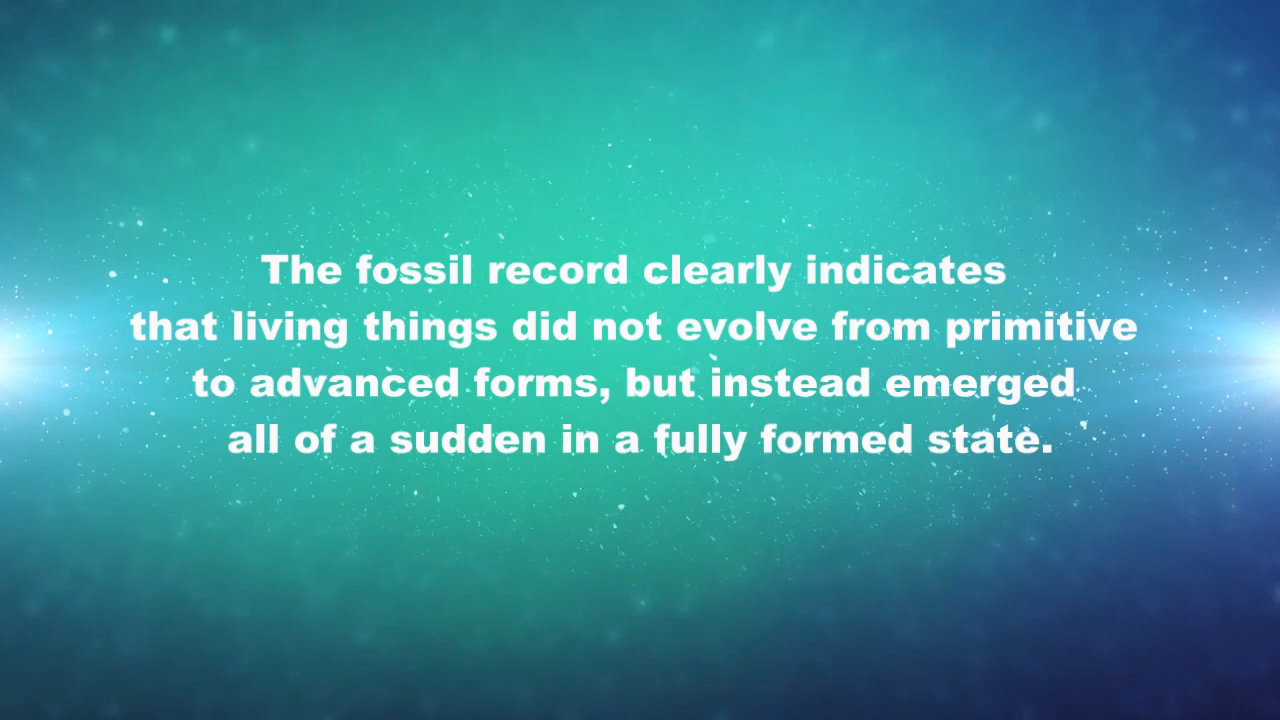 The fossil record clearly indicates
that living things did not evolve from primitive
to advanced forms, but instead emerged
all of a sudden in a fully formed state.